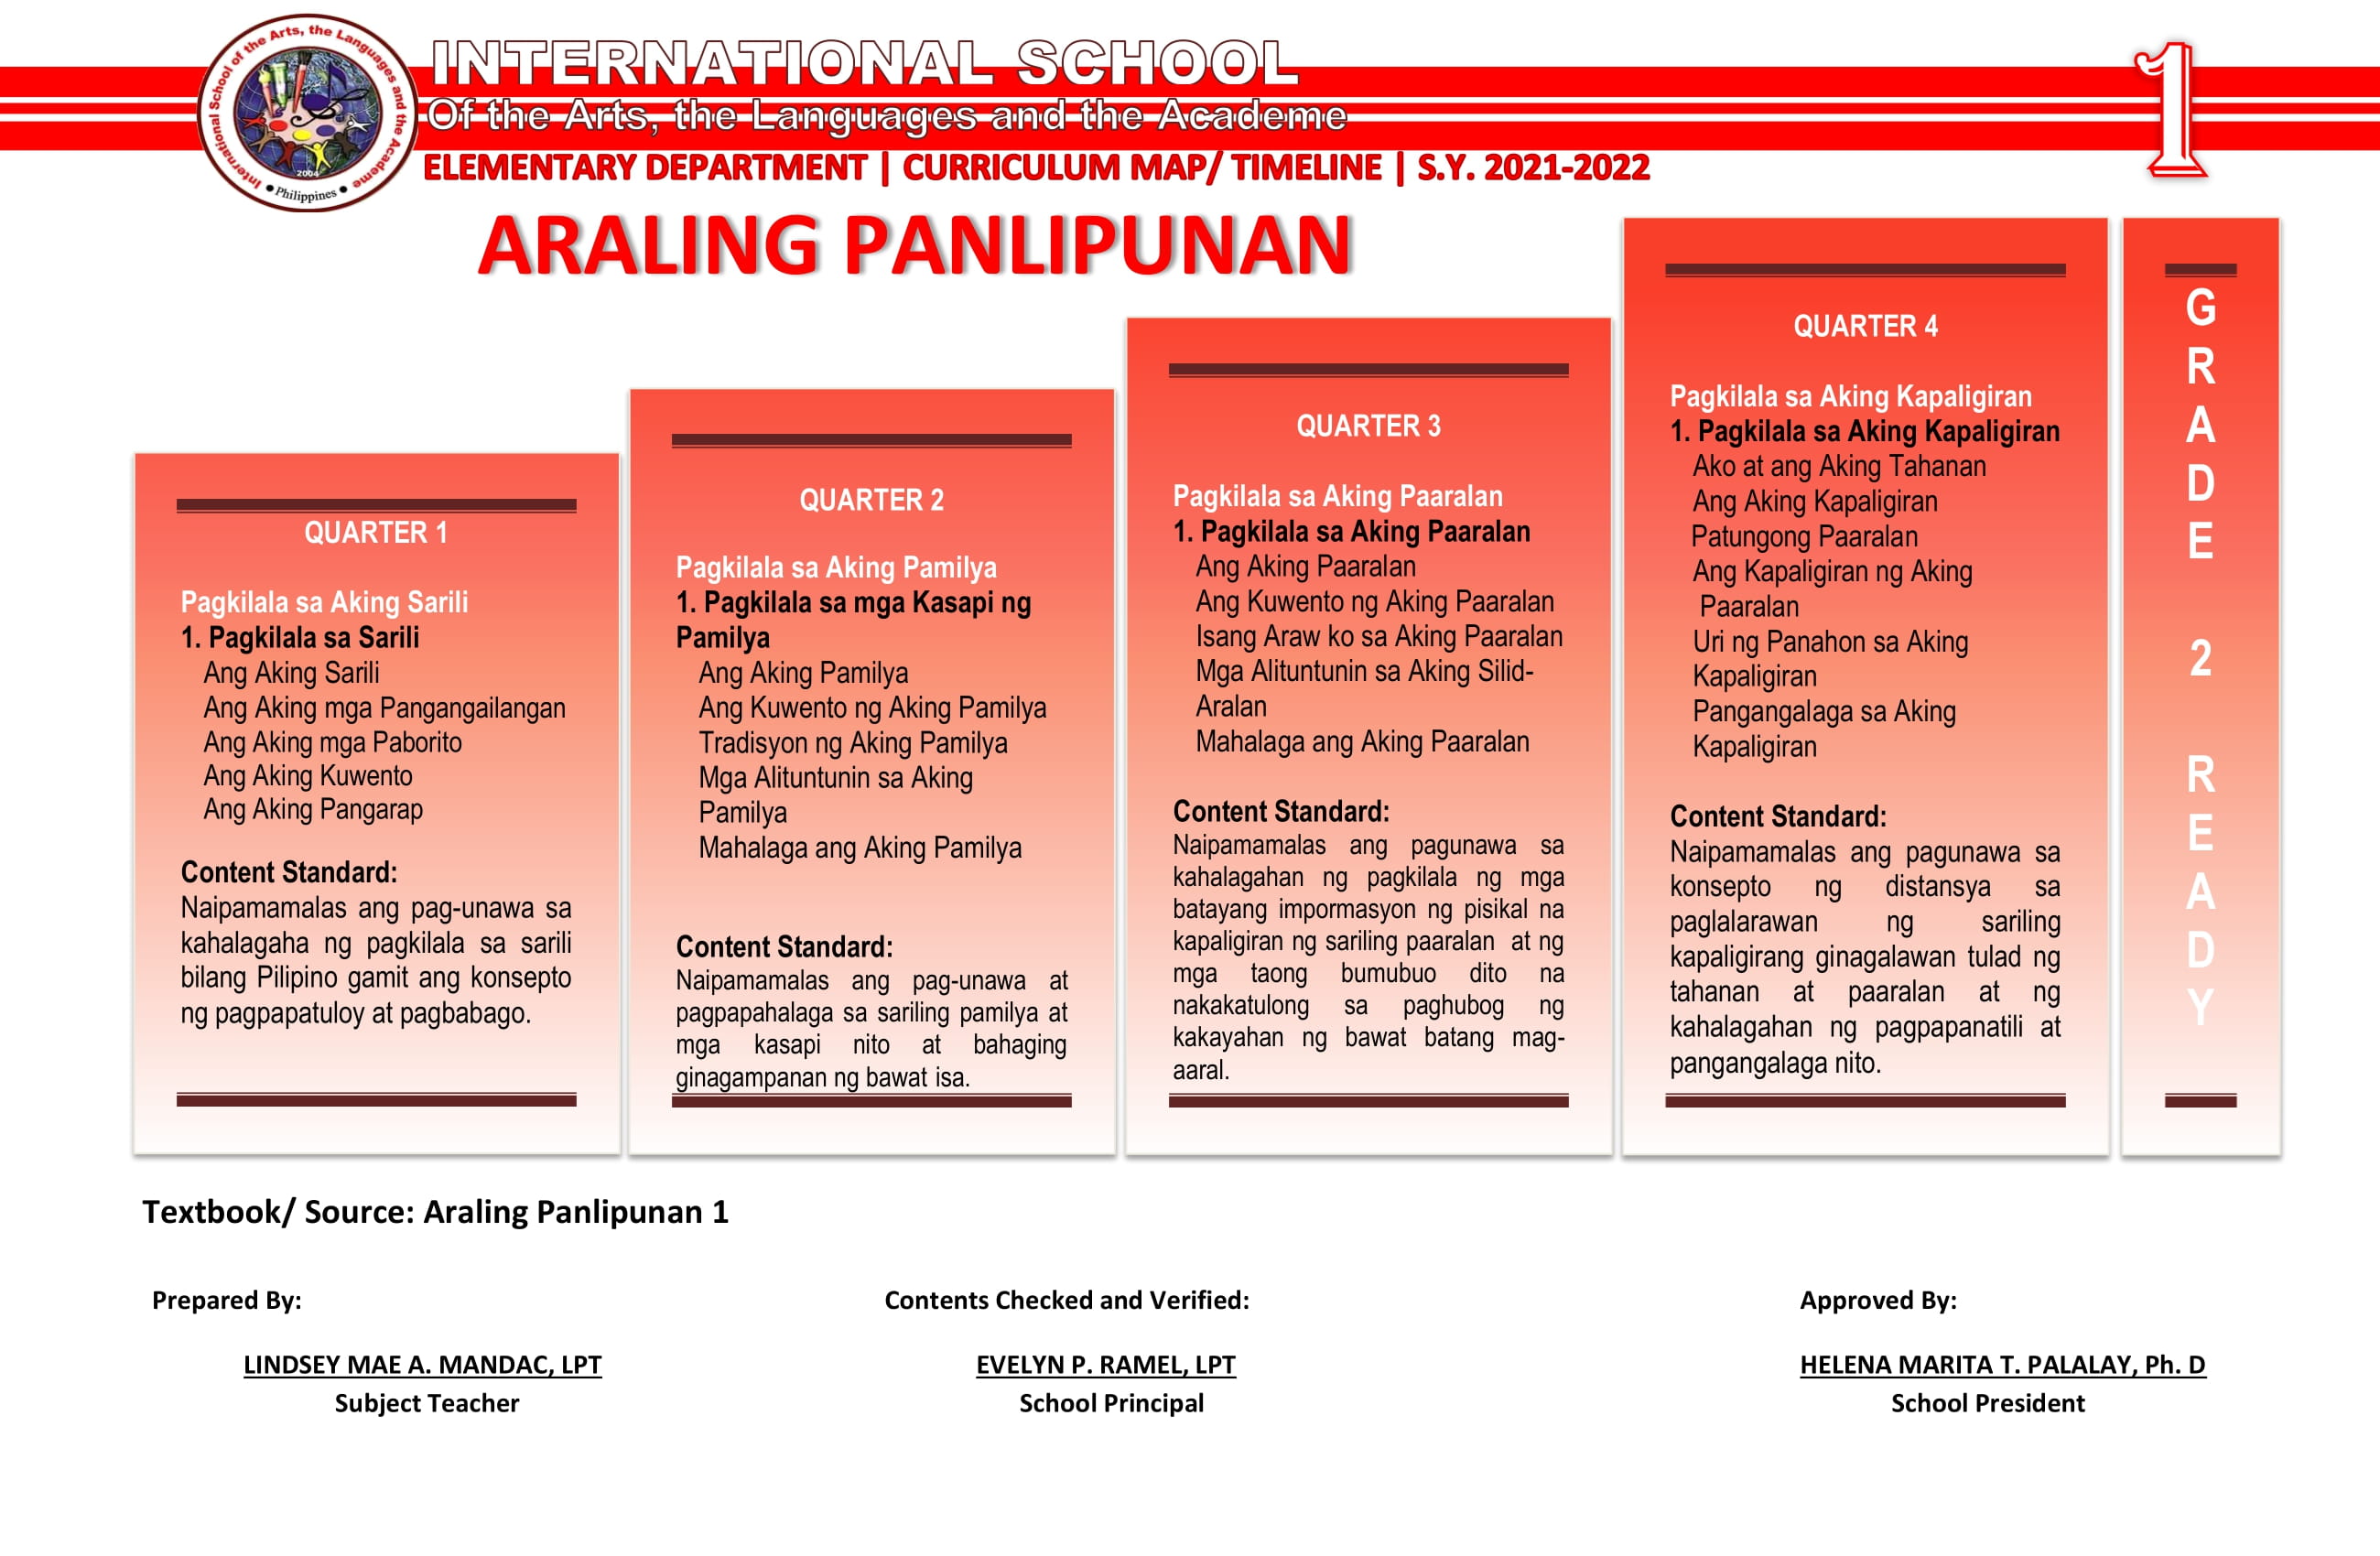 International School of the Arts, the Languages and the Academe
2004
Philippines
INTERNATIONAL SCHOOL
Of the Arts, the Languages and the Academe
ELEMENTARY DEPARTMENT | CURRICULUM MAP/ TIMELINE | S.Y. 2021-2022
1
ARALING PANLIPUNAN
QUARTER 1
Pagkilala sa Aking Sarili
1. Pagkilala sa Sarili
Ang Aking Sarili
Ang Aking mga Pangangailangan
Ang Aking mga Paborito
Ang Aking Kuwento
Ang Aking Pangarap
Content Standard:
Naipamamalas ang pag-unawa sa
kahalagaha ng pagkilala sa sarili
bilang Pilipino gamit ang konsepto
ng pagpapatuloy at pagbabago.
QUARTER 2
Pagkilala sa Aking Pamilya
1. Pagkilala sa mga Kasapi ng
Pamilya
Ang Aking Pamilya
Ang Kuwento ng Aking Pamilya
Tradisyon ng Aking Pamilya
Mga Alituntunin sa Aking
Pamilya
Mahalaga ang Aking Pamilya
Content Standard:
Naipamamalas ang pag-unawa at
pagpapahalaga sa sariling pamilya at
mga kasapi nito at bahaging
ginagampanan ng bawat isa.
QUARTER 3
Pagkilala sa Aking Paaralan
1. Pagkilala sa Aking Paaralan
Ang Aking Paaralan
Ang Kuwento ng Aking Paaralan
Isang Araw ko sa Aking Paaralan
Mga Alituntunin sa Aking Silid-
Aralan
Mahalaga ang Aking Paaralan
Content Standard:
Naipamamalas ang pagunawa sa
kahalagahan ng pagkilala ng mga
batayang impormasyon ng pisikal na
kapaligiran ng sariling paaralan at ng
mga taong bumubuo dito na
nakakatulong sa paghubog ng
kakayahan ng bawat batang mag-
aaral.
QUARTER 4
Pagkilala sa Aking Kapaligiran
1. Pagkilala sa Aking Kapaligiran
Ako at ang Aking Tahanan
Ang Aking Kapaligiran
Patungong Paaralan
Ang Kapaligiran ng Aking
Paaralan
Uri ng Panahon sa Aking
Kapaligiran
Pangangalaga sa Aking
Kapaligiran
Content Standard:
Naipamamalas ang pagunawa sa
konsepto ng distansya sa
paglalarawan ng sariling
kapaligirang ginagalawan tulad ng
tahanan at paaralan at ng
kahalagahan ng pagpapanatili at
pangangalaga nito.
GRADE 2 READY
Textbook/ Source: Araling Panlipunan 1
Prepared By:
LINDSEY MAE A. MANDAC, LPT
Subject Teacher
Contents Checked and Verified:
EVELYN P. RAMEL, LPT
School Principal
Approved By:
HELENA MARITA T. PALALAY, Ph. D
School President